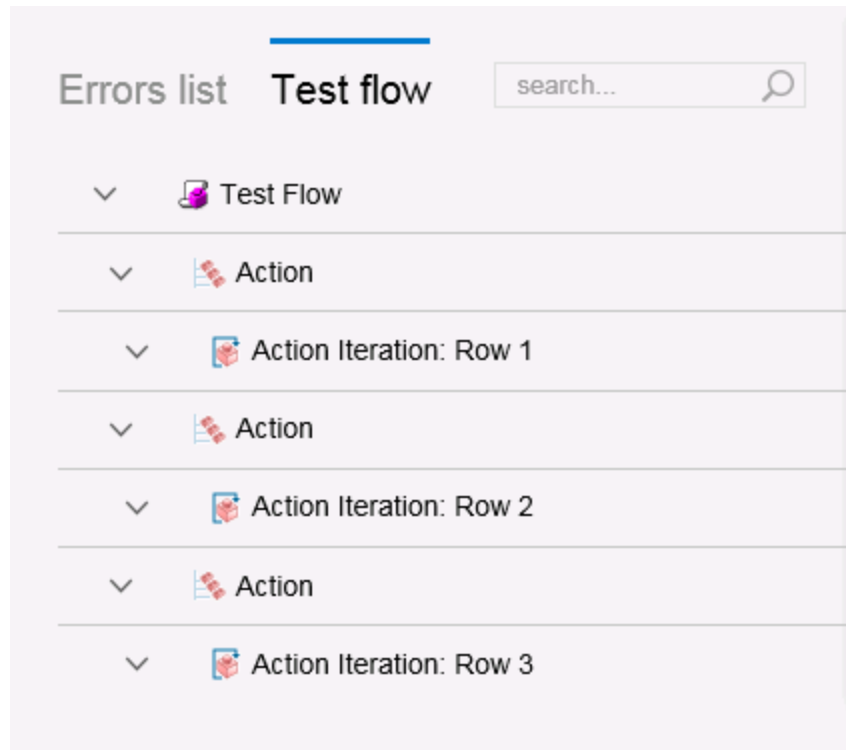 Errors list Test flow search...
Test Flow
Action
Action Iteration: Row 1
Action
Action Iteration: Row 2
Action
Action Iteration: Row 3